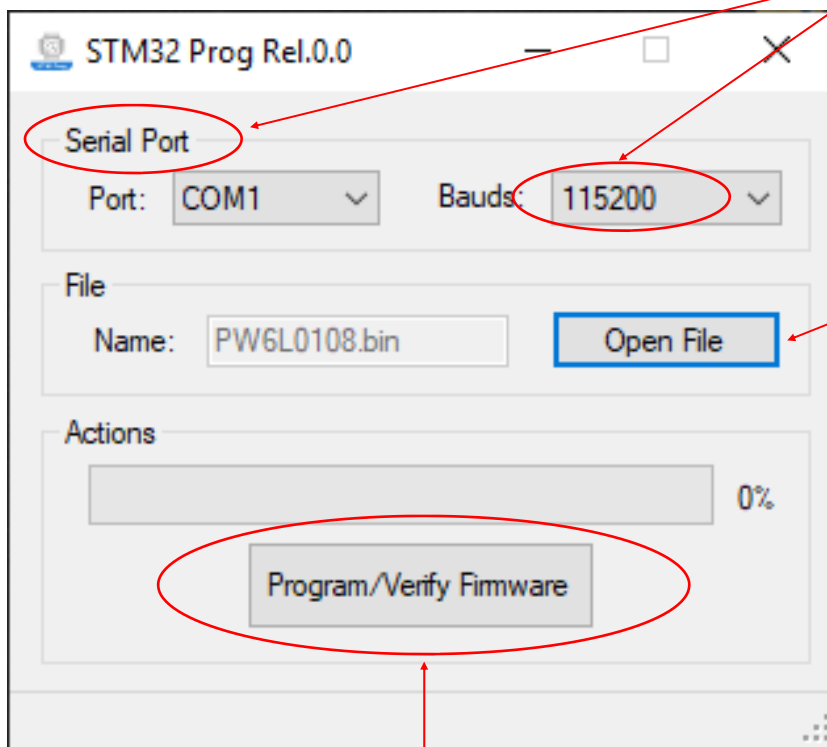 STM32 Prog Rel.0.0
Serial Port
Port: COM1 Bauds: 115200
File
Name: PW6L0108.bin Open File
Actions
0%
Program/Verify Firmware